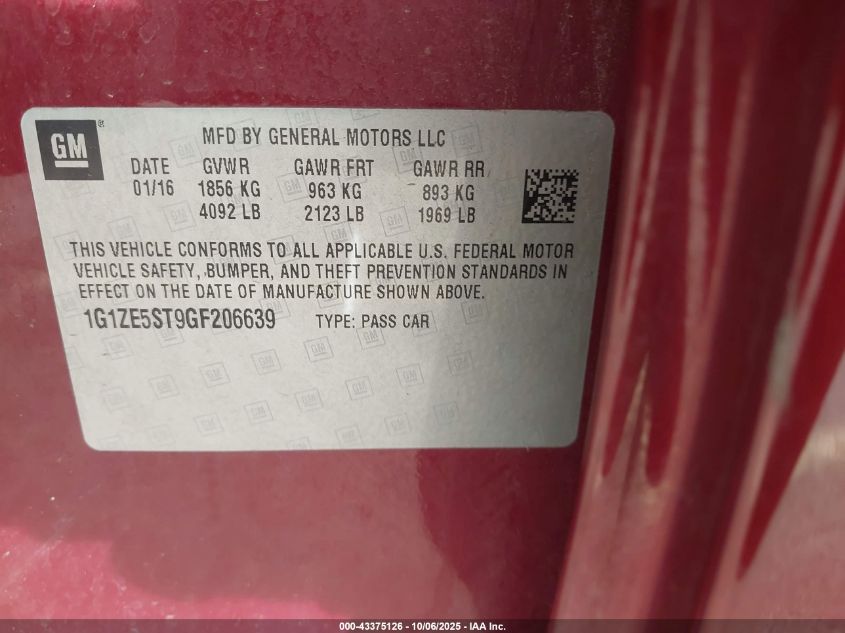 GM
MFD BY GENERAL MOTORS LLC
DATE GVWR GAWR FRT GAWR RR
01/16 1856 KG 963 KG 893 KG
4092 LB 2123 LB 1969 LB
THIS VEHICLE CONFORMS TO ALL APPLICABLE U.S. FEDERAL MOTOR
VEHICLE SAFETY, BUMPER, AND THEFT PREVENTION STANDARDS IN
EFFECT ON THE DATE OF MANUFACTURE SHOWN ABOVE.
1G1ZE5ST9GF206639 TYPE: PASS CAR
000-43375126 - 10/06/2025 - IAA Inc.